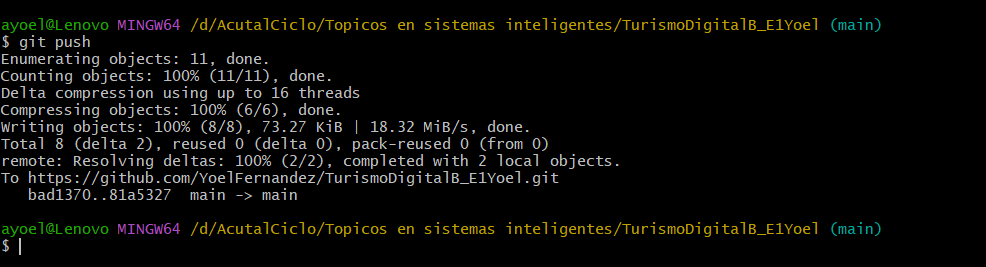 ayoel@Lenovo MINGW64 /d/AcutalCiclo/Topicos en sistemas inteligentes/TurismoDigitalB_E1Yoel (main)
$ git push
Enumerating objects: 11, done.
Counting objects: 100% (11/11), done.
Delta compression using up to 16 threads
Compressing objects: 100% (6/6), done.
Writing objects: 100% (8/8), 73.27 KiB | 18.32 MiB/s, done.
Total 8 (delta 2), reused 0 (delta 0), pack-reused 0 (from 0)
remote: Resolving deltas: 100% (2/2), completed with 2 local objects.
To https://github.com/YoelFernandez/TurismoDigitalB_E1Yoel.git
   bad1370..81a5327  main -> main
ayoel@Lenovo MINGW64 /d/AcutalCiclo/Topicos en sistemas inteligentes/TurismoDigitalB_E1Yoel (main)
$